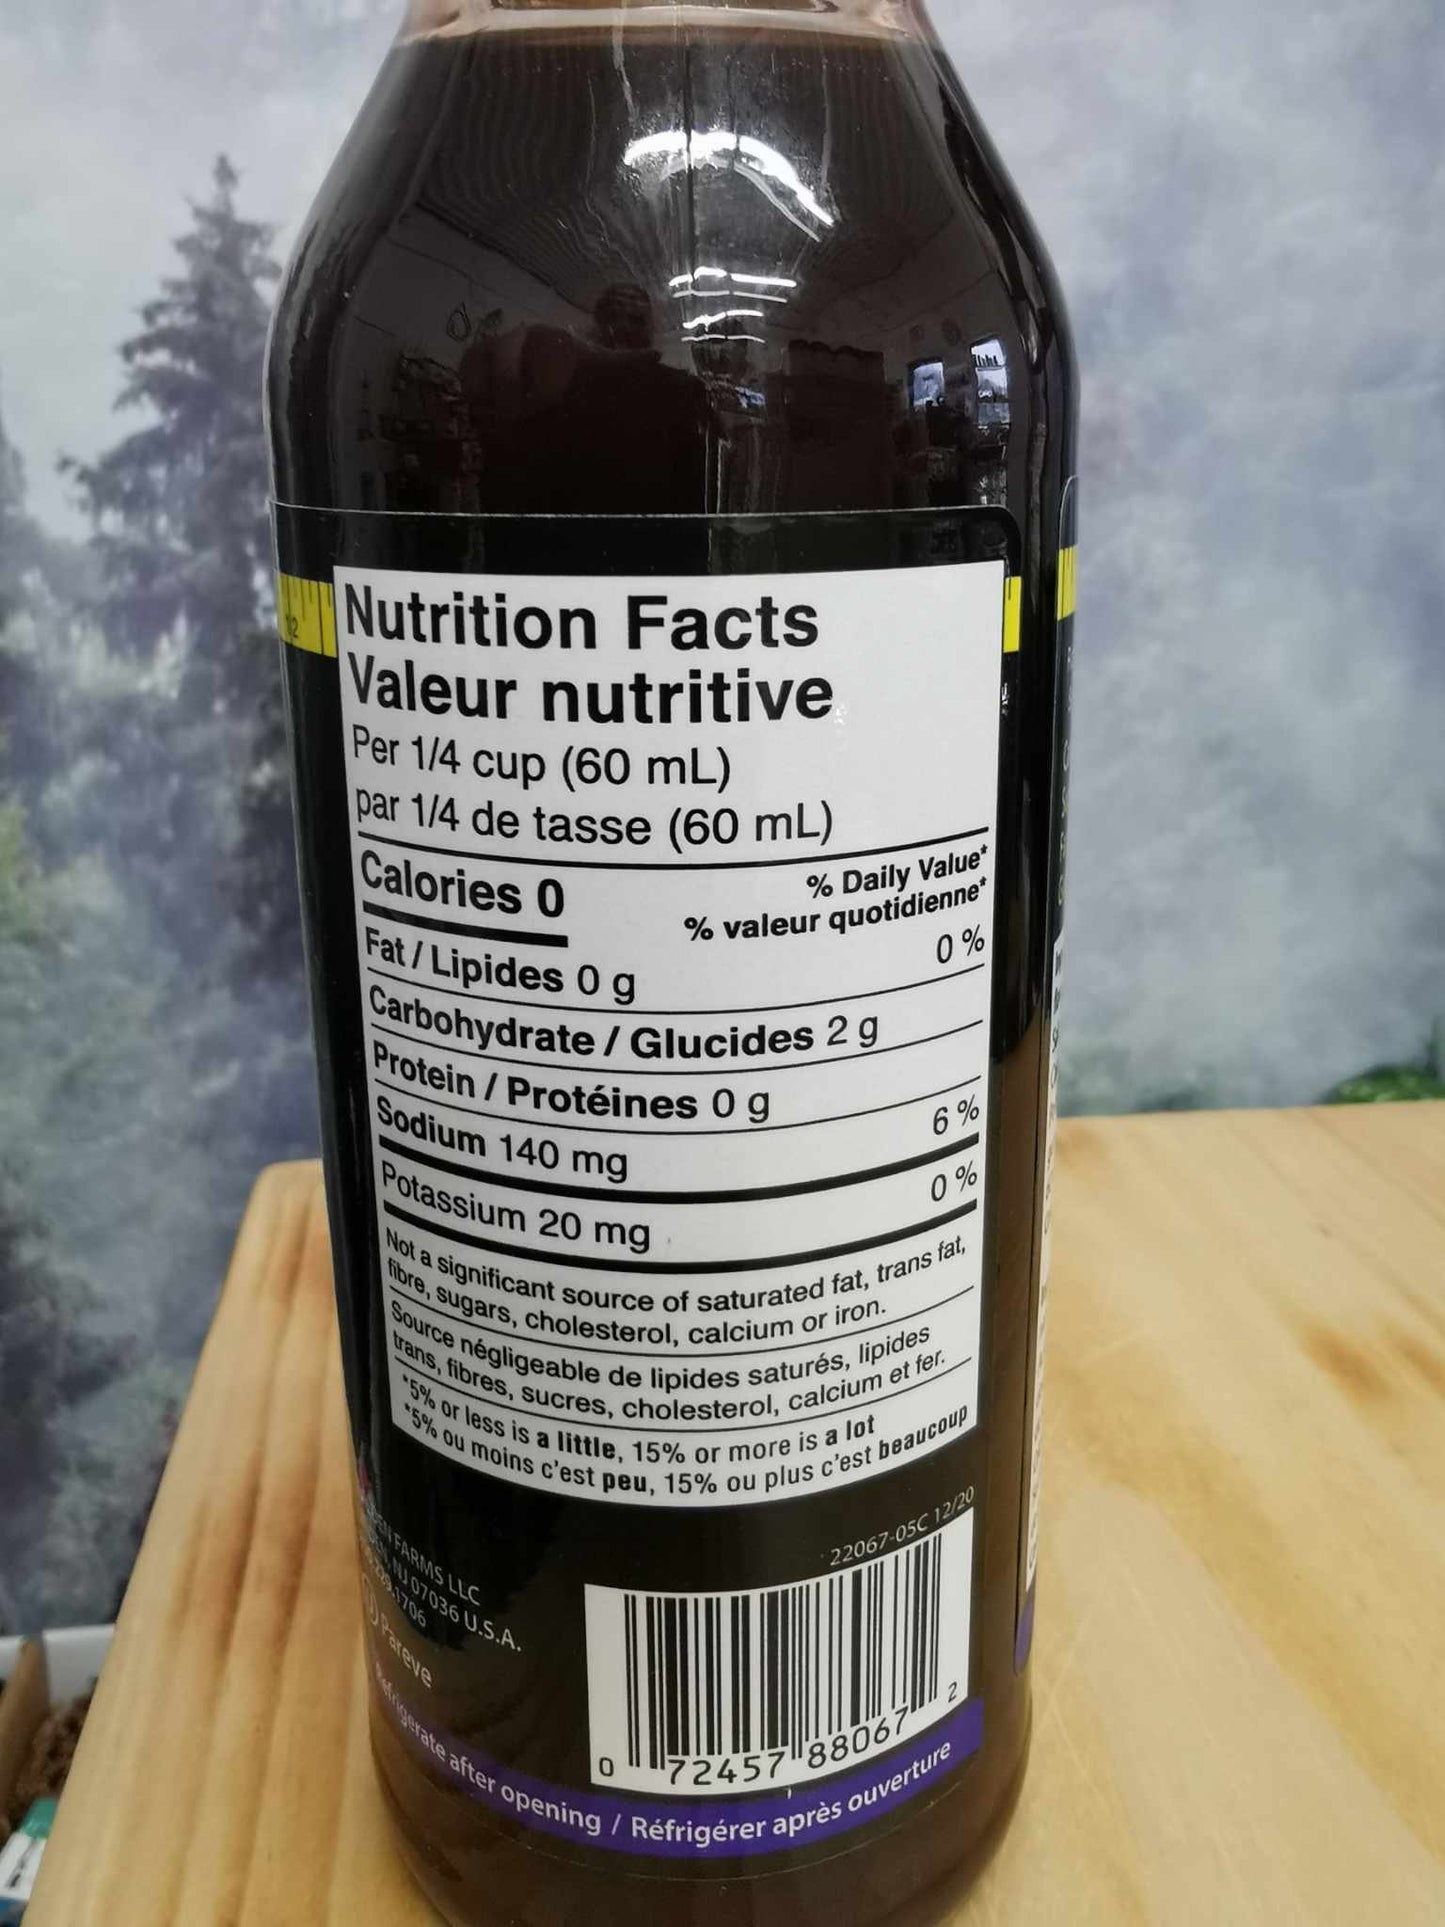 Nutrition Facts
Valeur nutritive
Per 1/4 cup (60 mL)
par 1/4 de tasse (60 mL)
Calories 0
% Daily Value*
% valeur quotidienne*
Fat / Lipides 0 g 0 %
Carbohydrate / Glucides 2 g
Protein / Protéines 0 g
Sodium 140 mg 6 %
Potassium 20 mg 0 %
Not a significant source of saturated fat, trans fat,
fibre, sugars, cholesterol, calcium or iron.
Source négligeable de lipides saturés, lipides
trans, fibres, sucres, cholesterol, calcium et fer.
*5% or less is a little, 15% or more is a lot
*5% ou moins c'est peu, 15% ou plus c'est beaucoup
22067-05C 12/20
FARMS LLC
NJ 07036 U.S.A.
1706
Pareve
0 72457 88067 2
Refrigerate after opening / Réfrigérer après ouverture